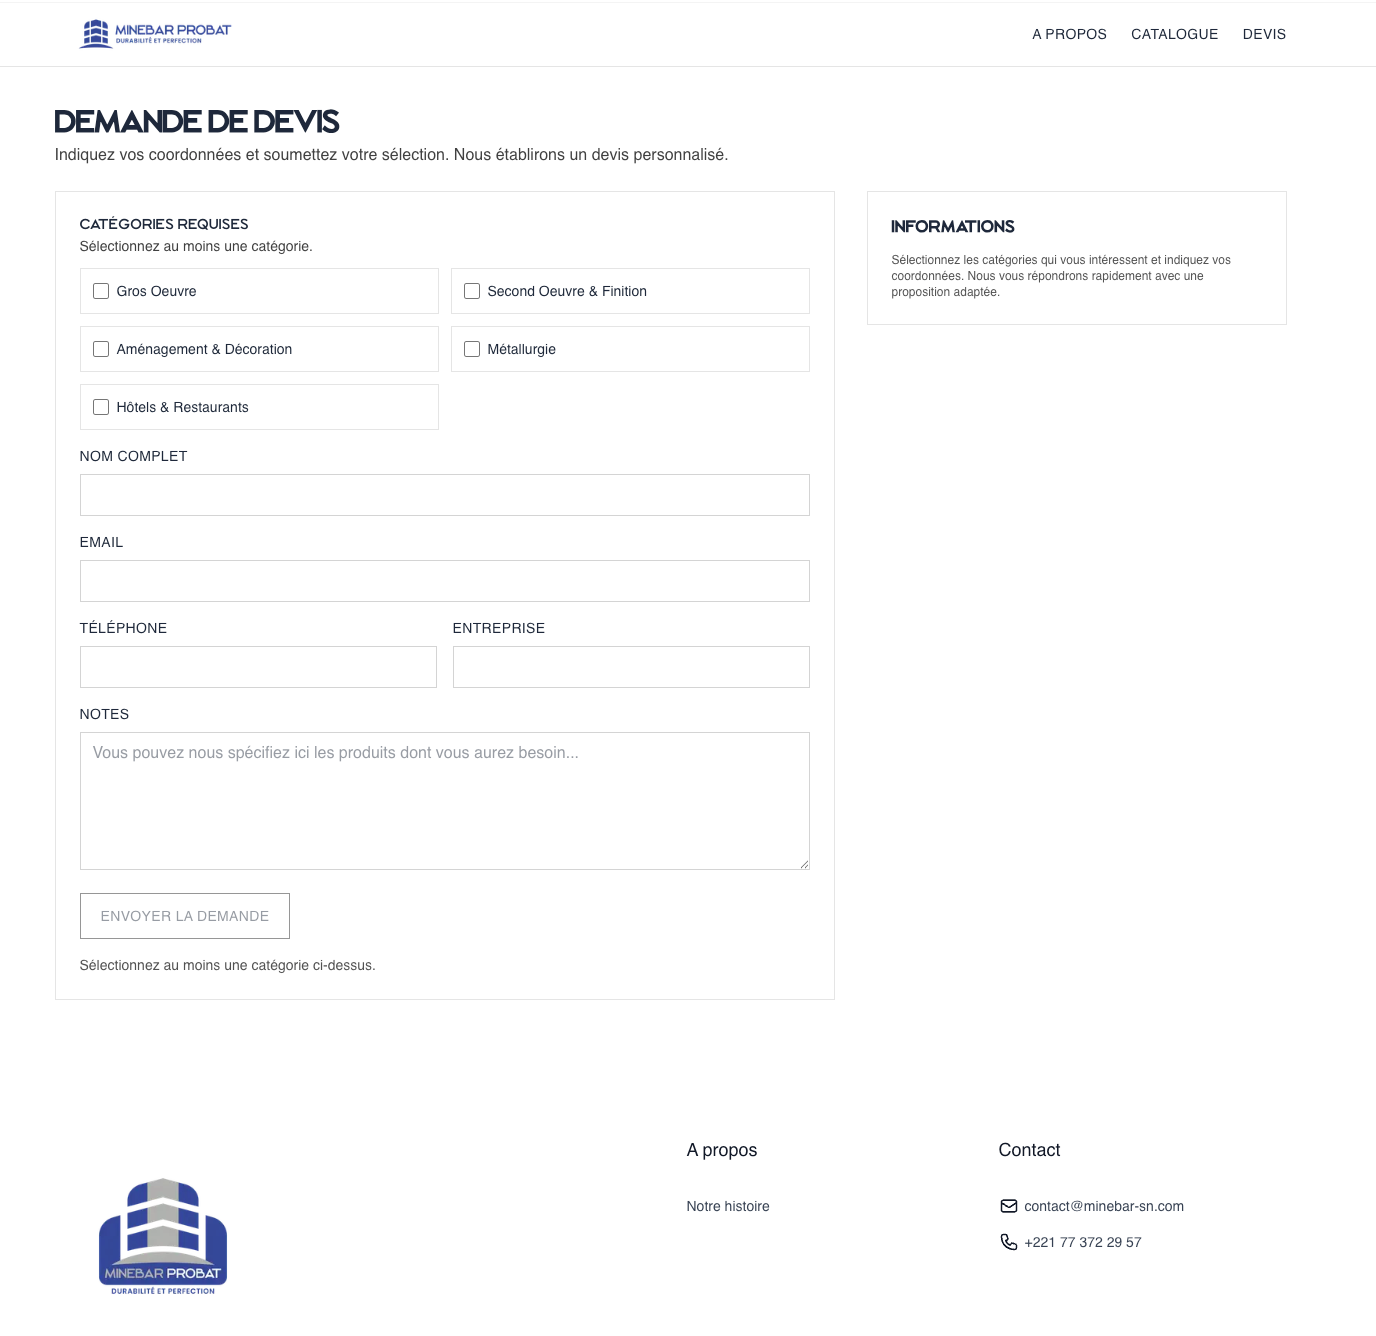 MINEBAR PROBAT
DURABILITÉ ET PERFECTION
A PROPOS
CATALOGUE
DEVIS
DEMANDE DE DEVIS
Indiquez vos coordonnées et soumettez votre sélection. Nous établirons un devis personnalisé.
CATÉGORIES REQUISES
Sélectionnez au moins une catégorie.
Gros Oeuvre
Second Oeuvre & Finition
Aménagement & Décoration
Métallurgie
Hôtels & Restaurants
NOM COMPLET
EMAIL
TÉLÉPHONE
ENTREPRISE
NOTES
Vous pouvez nous spécifiez ici les produits dont vous aurez besoin...
ENVOYER LA DEMANDE
Sélectionnez au moins une catégorie ci-dessus.
INFORMATIONS
Sélectionnez les catégories qui vous intéressent et indiquez vos
coordonnées. Nous vous répondrons rapidement avec une
proposition adaptée.
MINEBAR PROBAT
DURABILITÉ ET PERFECTION
A propos
Notre histoire
Contact
contact@minebar-sn.com
+221 77 372 29 57